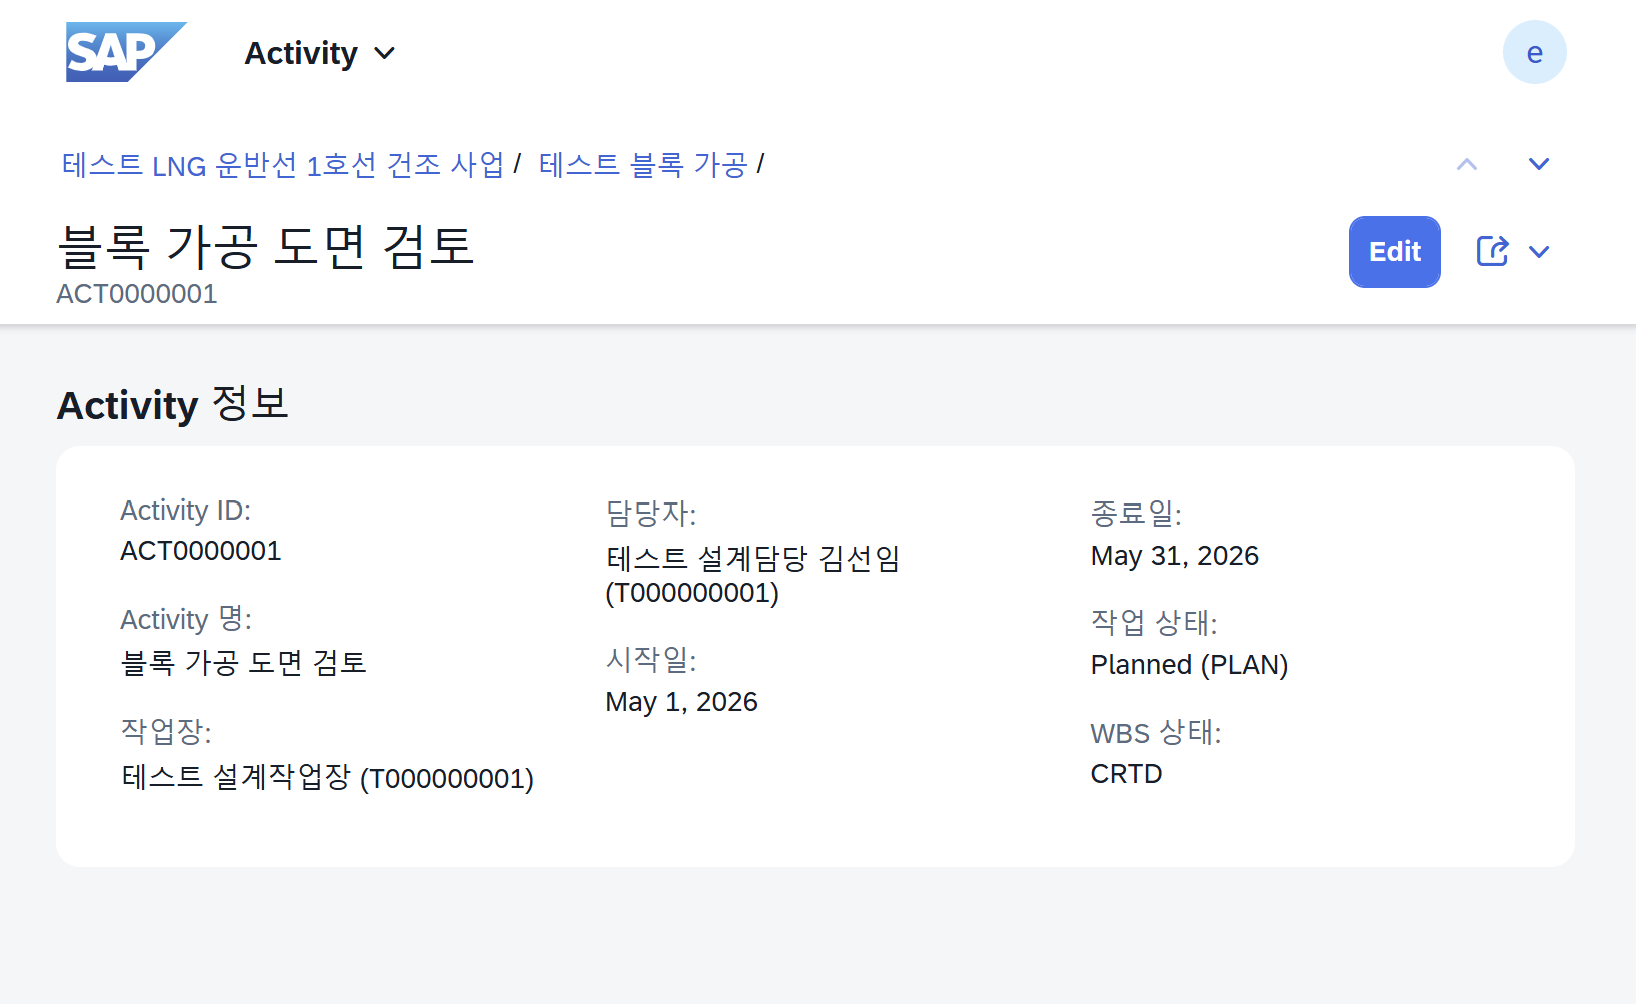 SAP
Activity
e
테스트 LNG 운반선 1호선 건조 사업 / 테스트 블록 가공 /
블록 가공 도면 검토
ACT0000001
Edit
Activity 정보
Activity ID:
ACT0000001
Activity 명:
블록 가공 도면 검토
작업장:
테스트 설계작업장 (T000000001)
담당자:
테스트 설계담당 김선임
(T000000001)
시작일:
May 1, 2026
종료일:
May 31, 2026
작업 상태:
Planned (PLAN)
WBS 상태:
CRTD